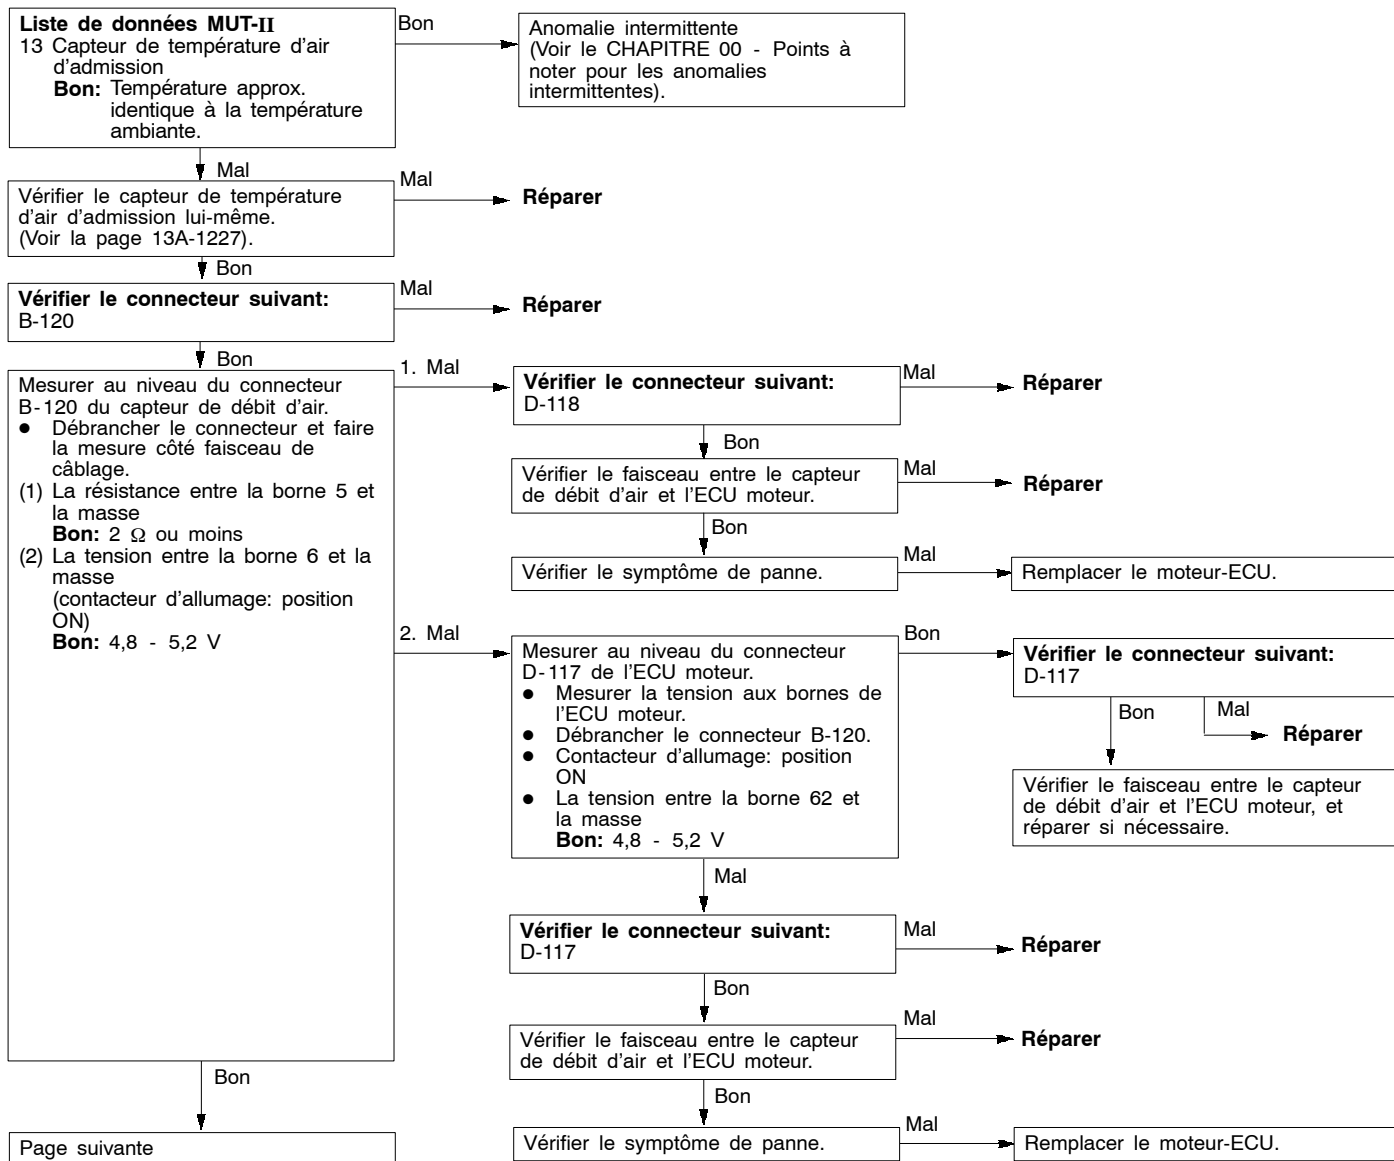 Liste de données MUT-II
13 Capteur de température d'air
d'admission
Bon: Température approx.
identique à la température
ambiante.
Bon
Anomalie intermittente
(Voir le CHAPITRE 00 - Points à
noter pour les anomalies
intermittentes).
Mal
Vérifier le capteur de température
d'air d'admission lui-même.
(Voir la page 13A-1227).
Mal
Réparer
Bon
Vérifier le connecteur suivant:
B-120
Mal
Réparer
Bon
Mesurer au niveau du connecteur
B-120 du capteur de débit d'air.
● Débrancher le connecteur et faire
la mesure côté faisceau de
câblage.
(1) La résistance entre la borne 5 et
la masse
Bon: 2 Ω ou moins
(2) La tension entre la borne 6 et la
masse
(contacteur d'allumage: position
ON)
Bon: 4,8 - 5,2 V
1. Mal
Vérifier le connecteur suivant:
D-118
Mal
Réparer
Bon
Vérifier le faisceau entre le capteur
de débit d'air et l'ECU moteur.
Mal
Réparer
Bon
Vérifier le symptôme de panne.
Mal
Remplacer le moteur-ECU.
2. Mal
Mesurer au niveau du connecteur
D-117 de l'ECU moteur.
● Mesurer la tension aux bornes de
l'ECU moteur.
● Débrancher le connecteur B-120.
● Contacteur d'allumage: position
ON
● La tension entre la borne 62 et
la masse
Bon: 4,8 - 5,2 V
Bon
Vérifier le connecteur suivant:
D-117
Bon
Mal
Réparer
Vérifier le faisceau entre le capteur
de débit d'air et l'ECU moteur, et
réparer si nécessaire.
Mal
Vérifier le connecteur suivant:
D-117
Mal
Réparer
Bon
Vérifier le faisceau entre le capteur
de débit d'air et l'ECU moteur.
Mal
Réparer
Bon
Vérifier le symptôme de panne.
Mal
Remplacer le moteur-ECU.
Bon
Page suivante